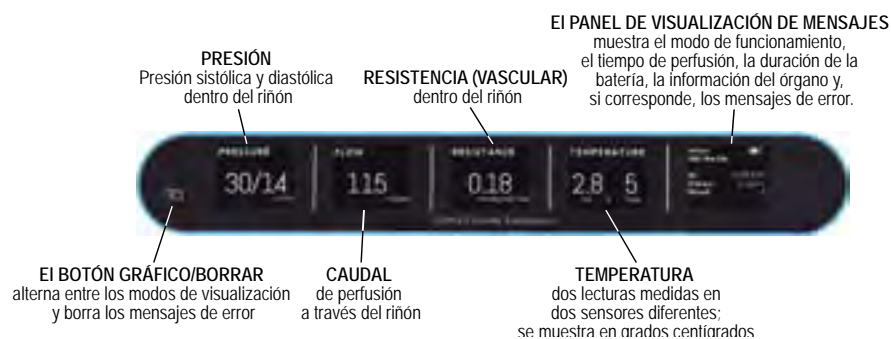 El PANEL DE VISUALIZACIÓN DE MENSAJES
muestra el modo de funcionamiento,
el tiempo de perfusión, la duración de la
batería, la información del órgano y,
si corresponde, los mensajes de error.
PRESIÓN
Presión sistólica y diastólica
dentro del riñón
RESISTENCIA (VASCULAR)
dentro del riñón
PRESSURE
30/14
FLOW
115
RESISTANCE
0.18
TEMPERATURE
2.8 5
El BOTÓN GRÁFICO/BORRAR
alterna entre los modos de visualización
y borra los mensajes de error
CAUDAL
de perfusión
a través del riñón
TEMPERATURA
dos lecturas medidas en
dos sensores diferentes;
se muestra en grados centígrados